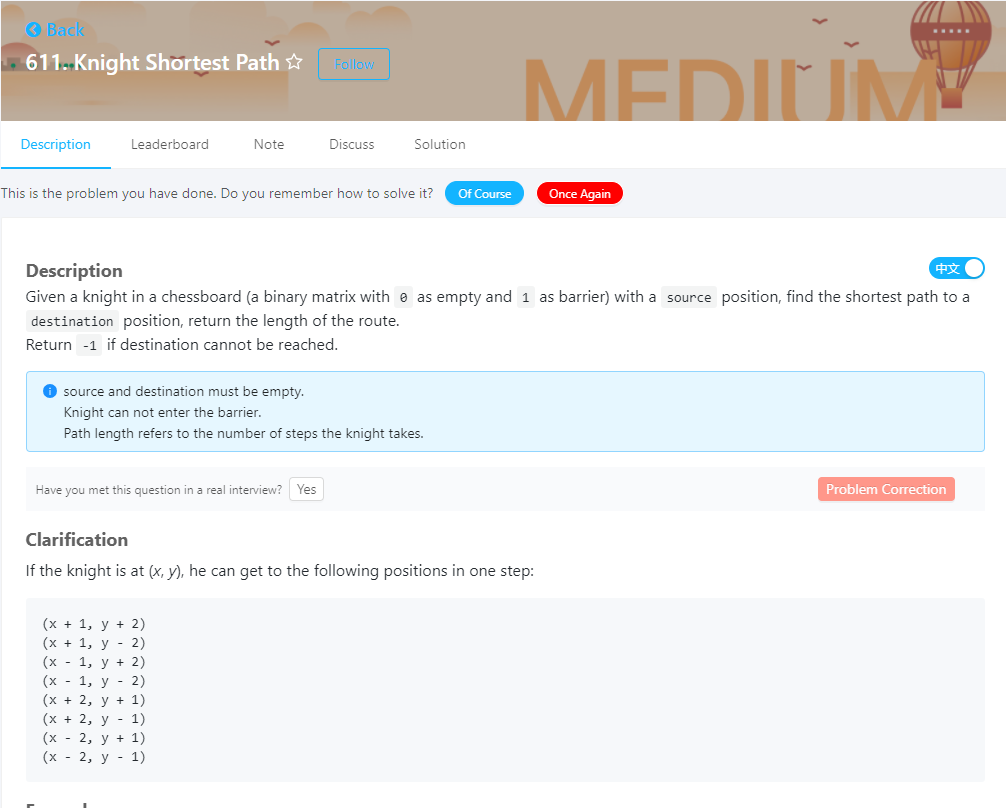 Back
611. Knight Shortest Path ☆ Follow
MEDIUM
Description Leaderboard Note Discuss Solution
This is the problem you have done. Do you remember how to solve it? Of Course Once Again
Description 中文
Given a knight in a chessboard (a binary matrix with 0 as empty and 1 as barrier) with a source position, find the shortest path to a
destination position, return the length of the route.
Return -1 if destination cannot be reached.
source and destination must be empty.
Knight can not enter the barrier.
Path length refers to the number of steps the knight takes.
Have you met this question in a real interview? Yes Problem Correction
Clarification
If the knight is at (x, y), he can get to the following positions in one step:
(x + 1, y + 2)
(x + 1, y - 2)
(x - 1, y + 2)
(x - 1, y - 2)
(x + 2, y + 1)
(x + 2, y - 1)
(x - 2, y + 1)
(x - 2, y - 1)